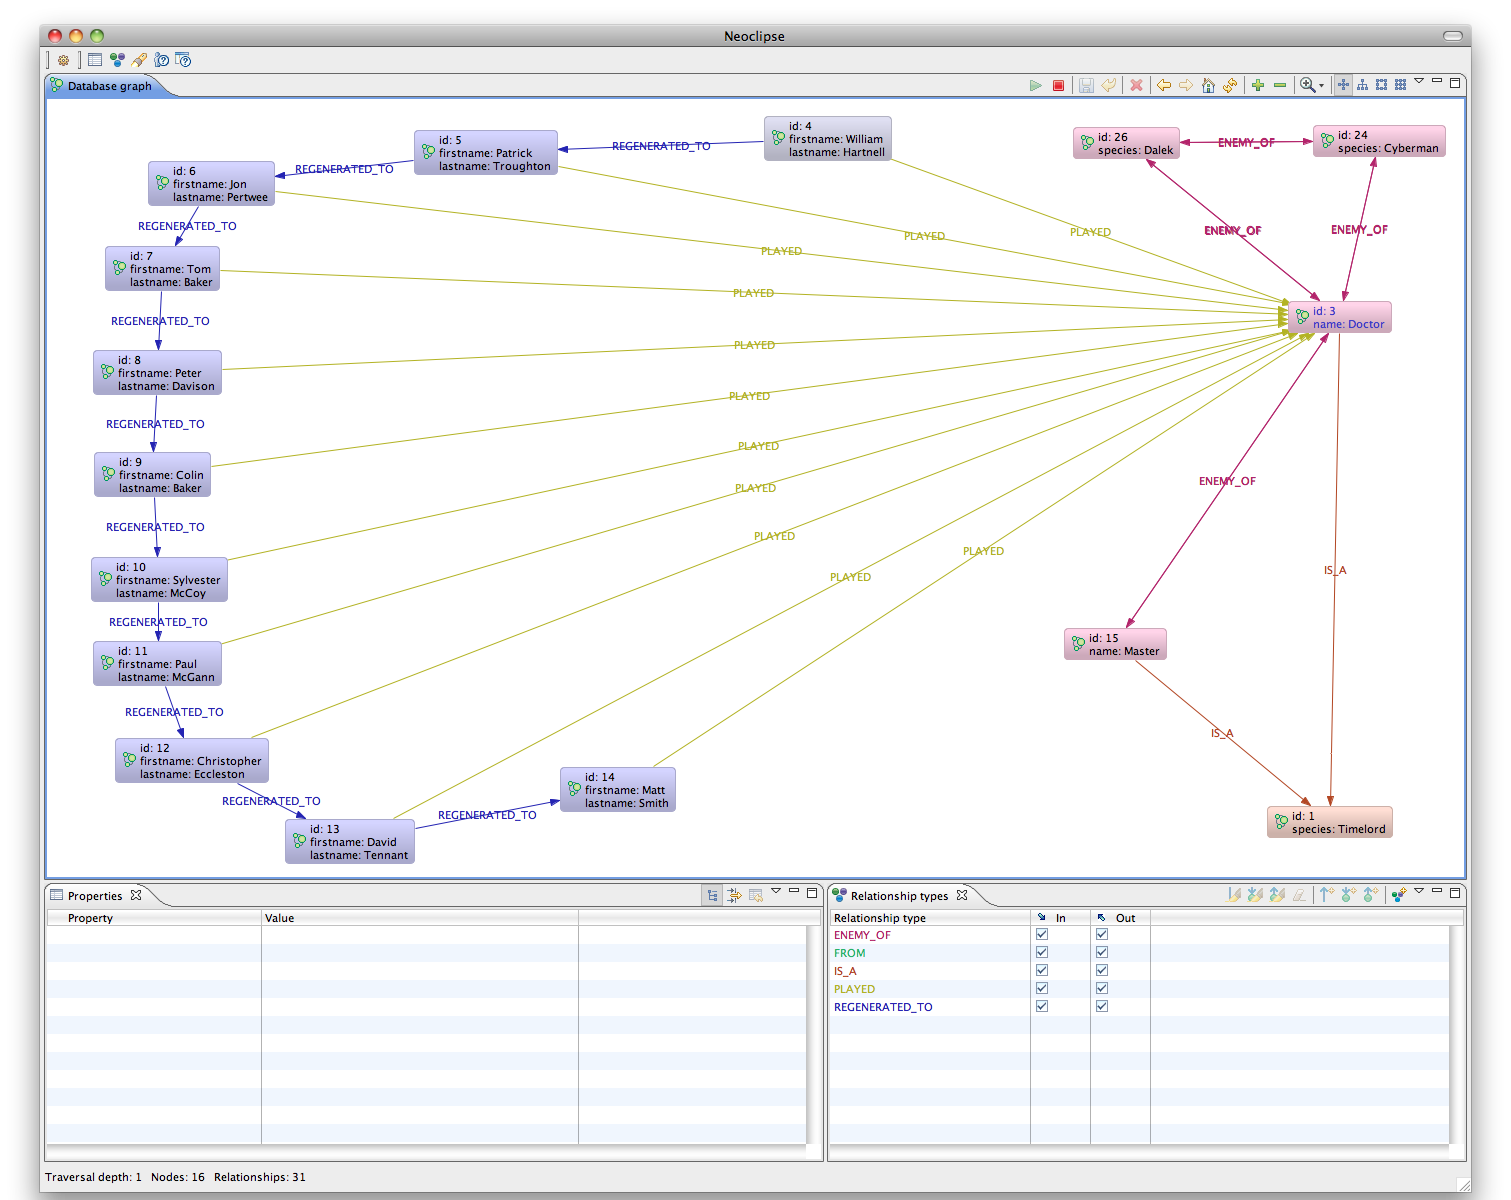 Neoclipse
Database graph
id: 4
firstname: William
lastname: Hartnell
id: 5
firstname: Patrick
lastname: Troughton
REGENERATED_TO
id: 26
species: Dalek
id: 24
species: Cyberman
ENEMY_OF
id: 6
firstname: Jon
lastname: Pertwee
REGENERATED_TO
REGENERATED_TO
PLAYED
PLAYED
PLAYED
ENEMY_OF
ENEMY_OF
id: 7
firstname: Tom
lastname: Baker
PLAYED
REGENERATED_TO
id: 3
name: Doctor
PLAYED
id: 8
firstname: Peter
lastname: Davison
PLAYED
REGENERATED_TO
PLAYED
id: 9
firstname: Colin
lastname: Baker
PLAYED
ENEMY_OF
REGENERATED_TO
PLAYED
PLAYED
PLAYED
id: 10
firstname: Sylvester
lastname: McCoy
IS_A
REGENERATED_TO
id: 11
firstname: Paul
lastname: McGann
id: 15
name: Master
REGENERATED_TO
IS_A
id: 12
firstname: Christopher
lastname: Eccleston
REGENERATED_TO
id: 14
firstname: Matt
lastname: Smith
REGENERATED_TO
id: 13
firstname: David
lastname: Tennant
id: 1
species: Timelord
Properties
Property Value
Relationship types
Relationship type In Out
ENEMY_OF
FROM
IS_A
PLAYED
REGENERATED_TO
Traversal depth: 1 Nodes: 16 Relationships: 31